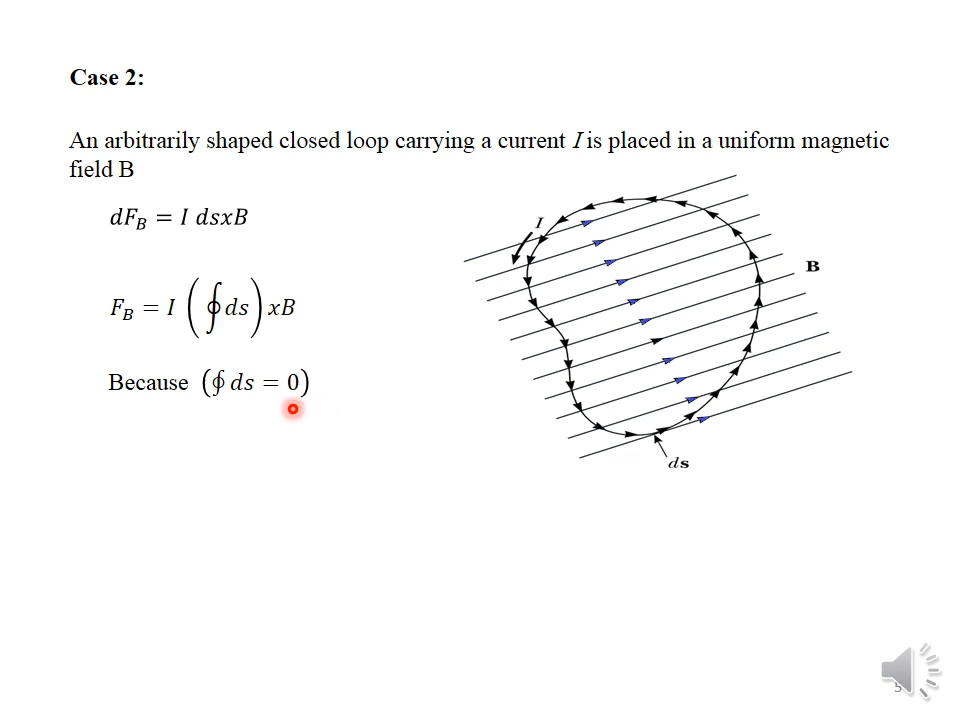 Case 2:
An arbitrarily shaped closed loop carrying a current I is placed in a uniform magnetic
field B
dF_B = I dsxB
F_B = I (∮ds) xB
Because (∮ ds = 0)
I
B
ds
5